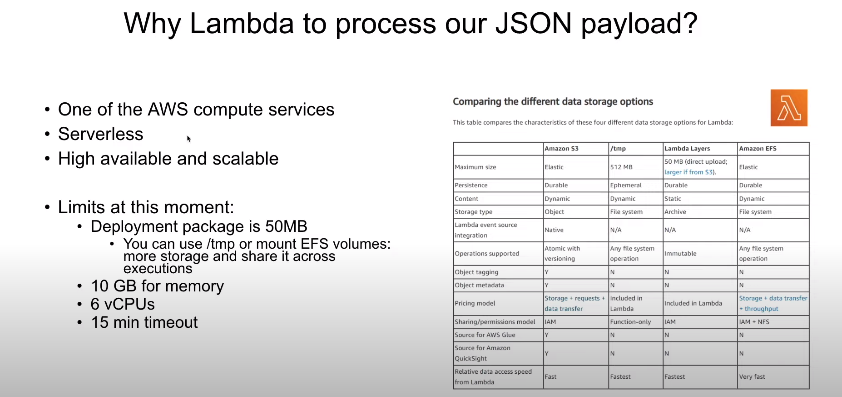 Why Lambda to process our JSON payload?
• One of the AWS compute services
• Serverless
• High available and scalable
• Limits at this moment:
• Deployment package is 50MB
• You can use /tmp or mount EFS volumes:
more storage and share it across
executions
• 10 GB for memory
• 6 vCPUs
• 15 min timeout
Comparing the different data storage options
This table compares the characteristics of these four different data storage options for Lambda:
Amazon S3 /tmp Lambda Layers Amazon EFS
Maximum size Elastic 512 MB 50 MB (direct upload; larger if from S3). Elastic
Persistence Durable Ephemeral Durable Durable
Content Dynamic Dynamic Static Dynamic
Storage type Object File system Archive File system
Lambda event source integration Native N/A N/A N/A
Operations supported Atomic with versioning Any file system operation Immutable Any file system operation
Object tagging Y N N N
Object metadata Y N N N
Pricing model Storage + requests + data transfer Included in Lambda Included in Lambda Storage + data transfer + throughput
Sharing/permissions model IAM Function-only IAM IAM + NFS
Source for AWS Glue Y N N N
Source for Amazon QuickSight Y N N N
Relative data access speed from Lambda Fast Fastest Fastest Very fast